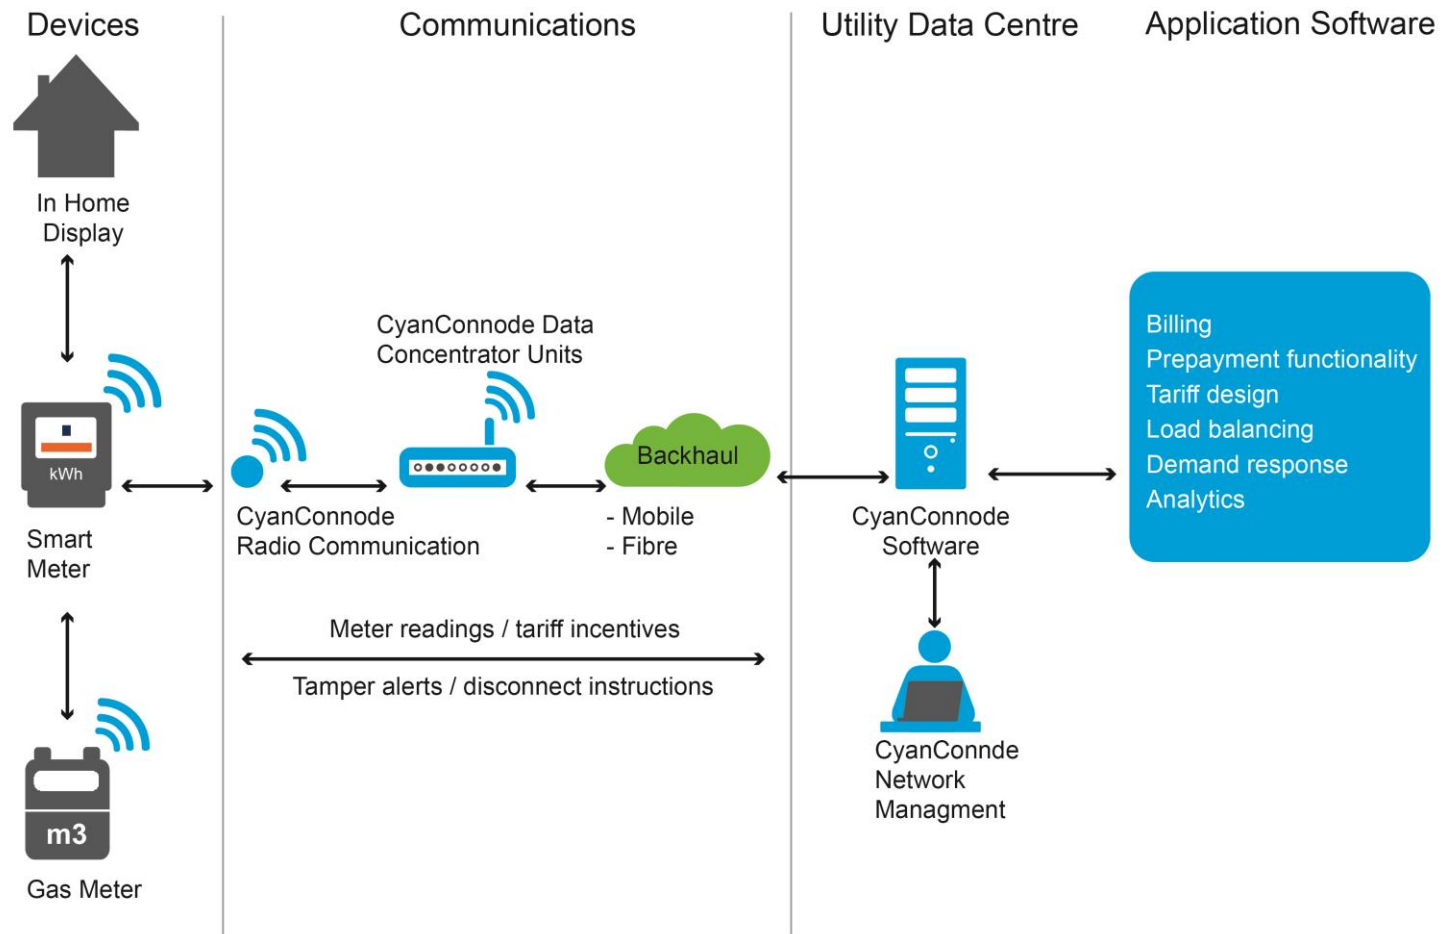 Devices
Communications
Utility Data Centre
Application Software
In Home
Display
kWh
Smart
Meter
m3
Gas Meter
CyanConnode Data
Concentrator Units
CyanConnode
Radio Communication
Backhaul
- Mobile
- Fibre
Meter readings / tariff incentives
Tamper alerts / disconnect instructions
CyanConnode
Software
CyanConnde
Network
Managment
Billing
Prepayment functionality
Tariff design
Load balancing
Demand response
Analytics